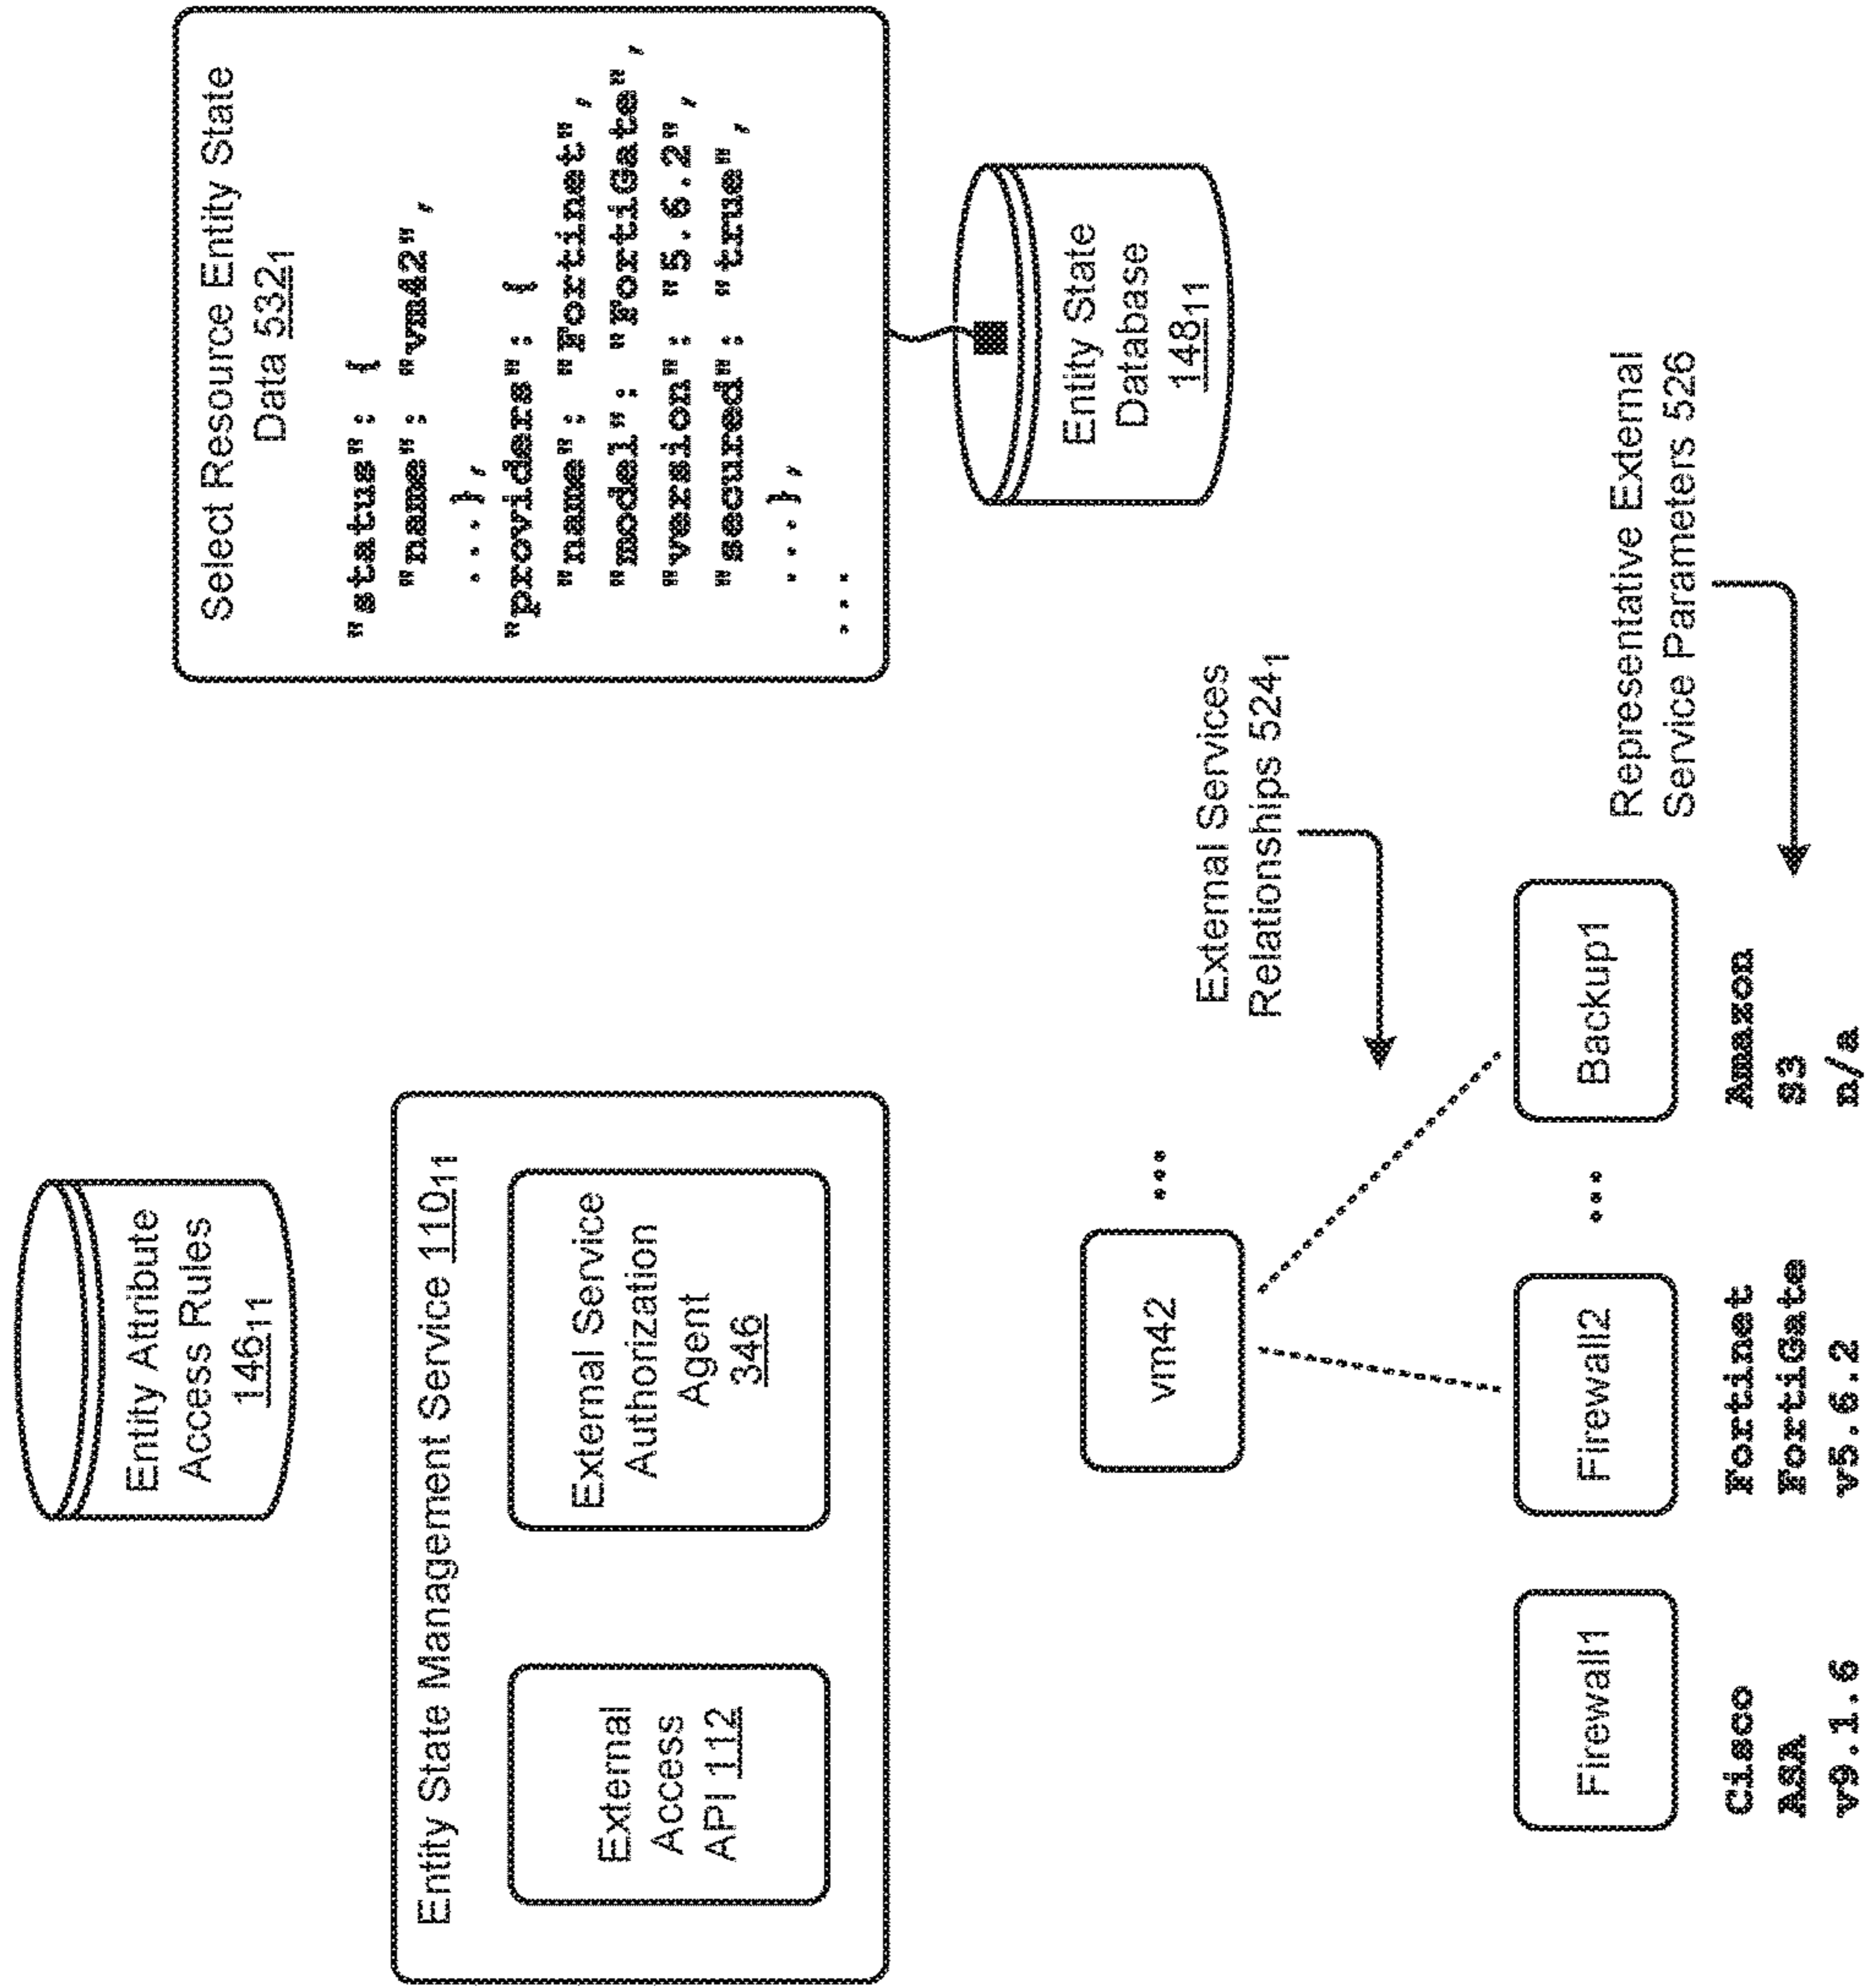 Entity Attribute
Access Rules
146₁₁
Entity State Management Service 110₁₁
External
Access
API 112
External Service
Authorization
Agent
346
Select Resource Entity State
Data 532₁
"status": {
"name": "vm42",
...},
"providers": {
"name": "Fortinet",
"model": "FortiGate",
"version": "5.6.2",
"secured": "true",
...},
...
Entity State
Database
148₁₁
vm42
...
External Services
Relationships 524₁
Firewall1
Firewall2
...
Backup1
Representative External
Service Parameters 526
Cisco
ASA
v9.1.6
Fortinet
FortiGate
v5.6.2
Amazon
S3
n/a